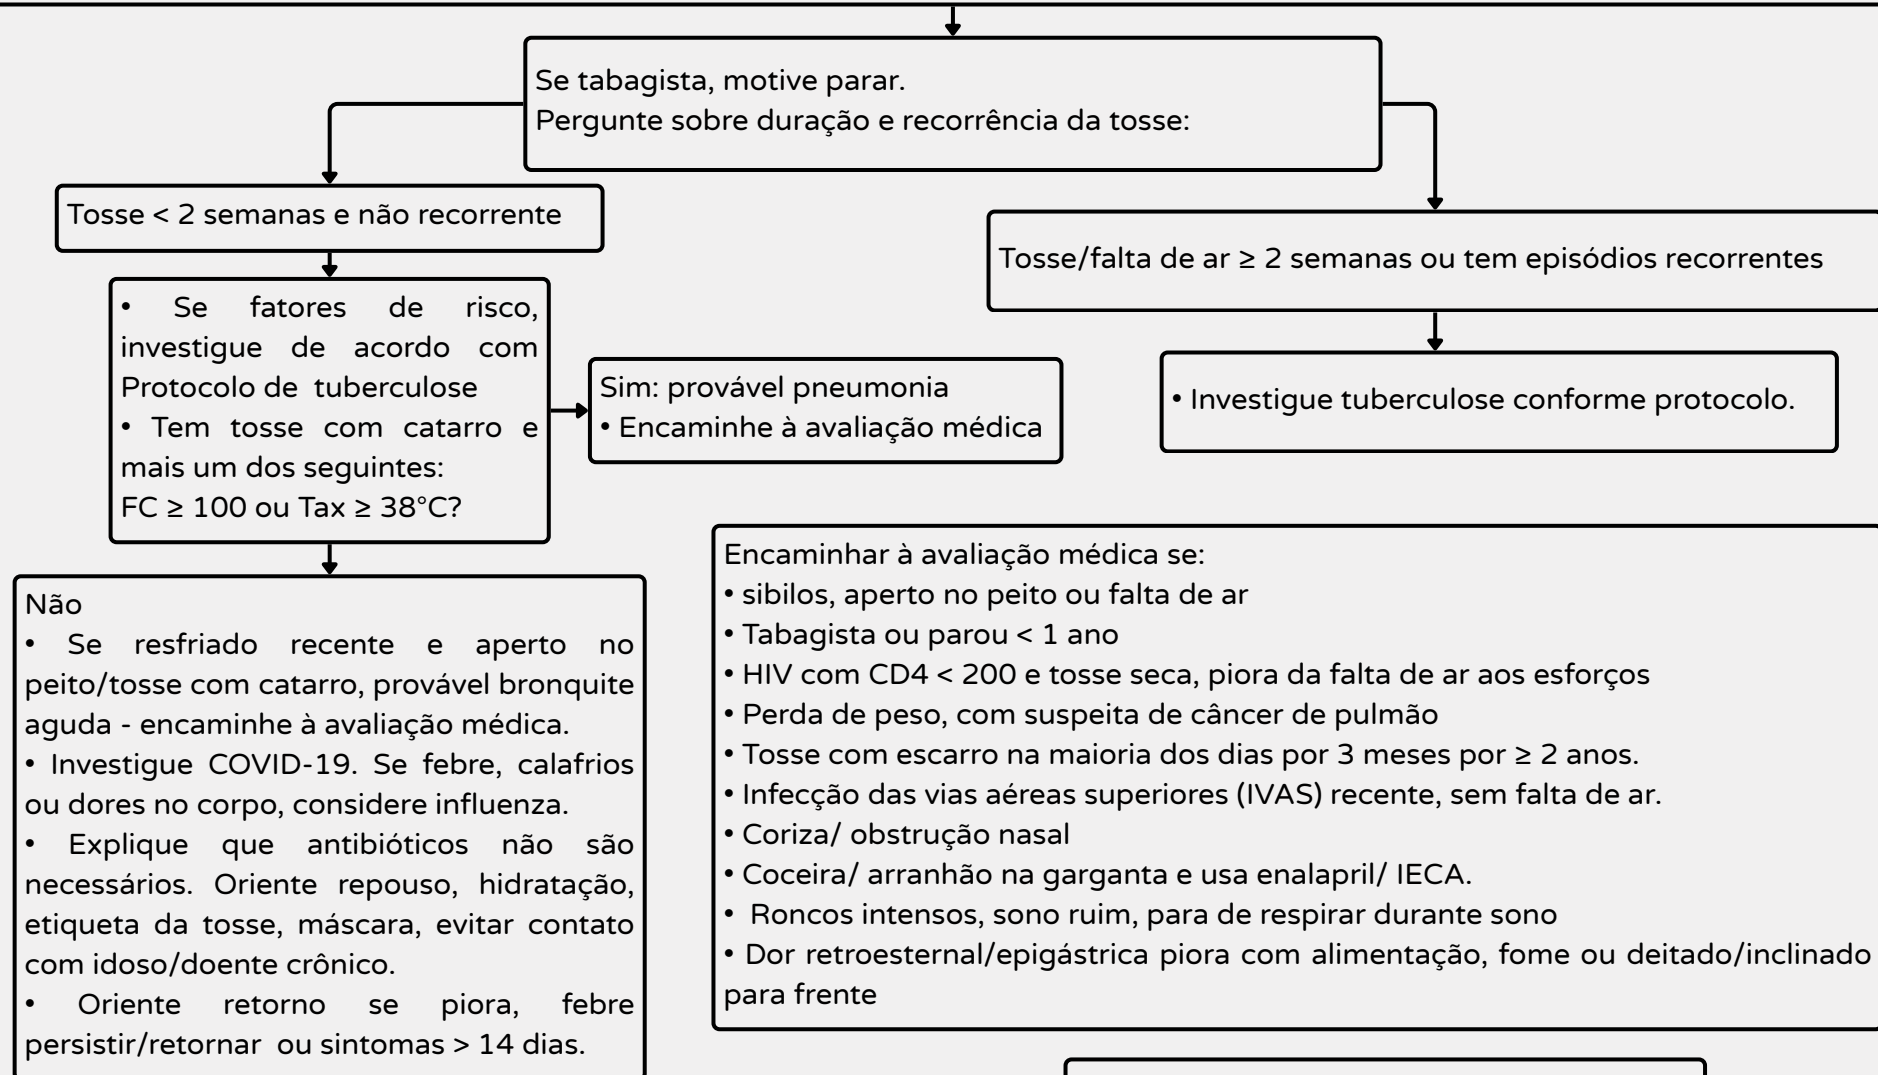 Se tabagista, motive parar.
Pergunte sobre duração e recorrência da tosse:
Tosse < 2 semanas e não recorrente
• Se fatores de risco,
investigue de acordo com
Protocolo de tuberculose
• Tem tosse com catarro e
mais um dos seguintes:
FC ≥ 100 ou Tax ≥ 38°C?
Sim: provável pneumonia
• Encaminhe à avaliação médica
Não
• Se resfriado recente e aperto no
peito/tosse com catarro, provável bronquite
aguda - encaminhe à avaliação médica.
• Investigue COVID-19. Se febre, calafrios
ou dores no corpo, considere influenza.
• Explique que antibióticos não são
necessários. Oriente repouso, hidratação,
etiqueta da tosse, máscara, evitar contato
com idoso/doente crônico.
• Oriente retorno se piora, febre
persistir/retornar ou sintomas > 14 dias.
Tosse/falta de ar ≥ 2 semanas ou tem episódios recorrentes
• Investigue tuberculose conforme protocolo.
Encaminhar à avaliação médica se:
• sibilos, aperto no peito ou falta de ar
• Tabagista ou parou < 1 ano
• HIV com CD4 < 200 e tosse seca, piora da falta de ar aos esforços
• Perda de peso, com suspeita de câncer de pulmão
• Tosse com escarro na maioria dos dias por 3 meses por ≥ 2 anos.
• Infecção das vias aéreas superiores (IVAS) recente, sem falta de ar.
• Coriza/ obstrução nasal
• Coceira/ arranhão na garganta e usa enalapril/ IECA.
• Roncos intensos, sono ruim, para de respirar durante sono
• Dor retroesternal/epigástrica piora com alimentação, fome ou deitado/inclinado
para frente